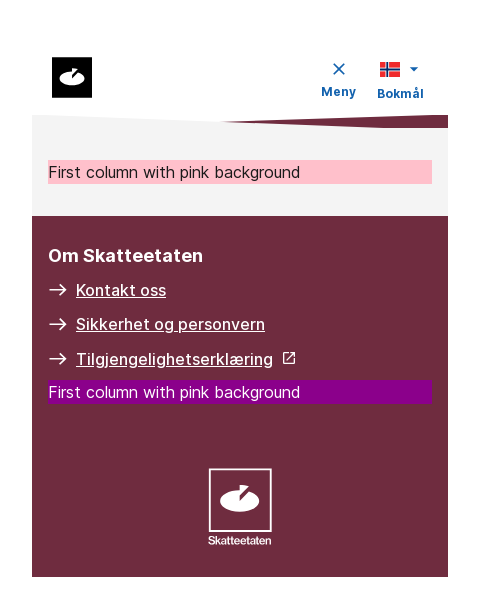 Meny
Bokmål
First column with pink background
Om Skatteetaten
Kontakt oss
Sikkerhet og personvern
Tilgjengelighetserklæring
First column with pink background
Skatteetaten